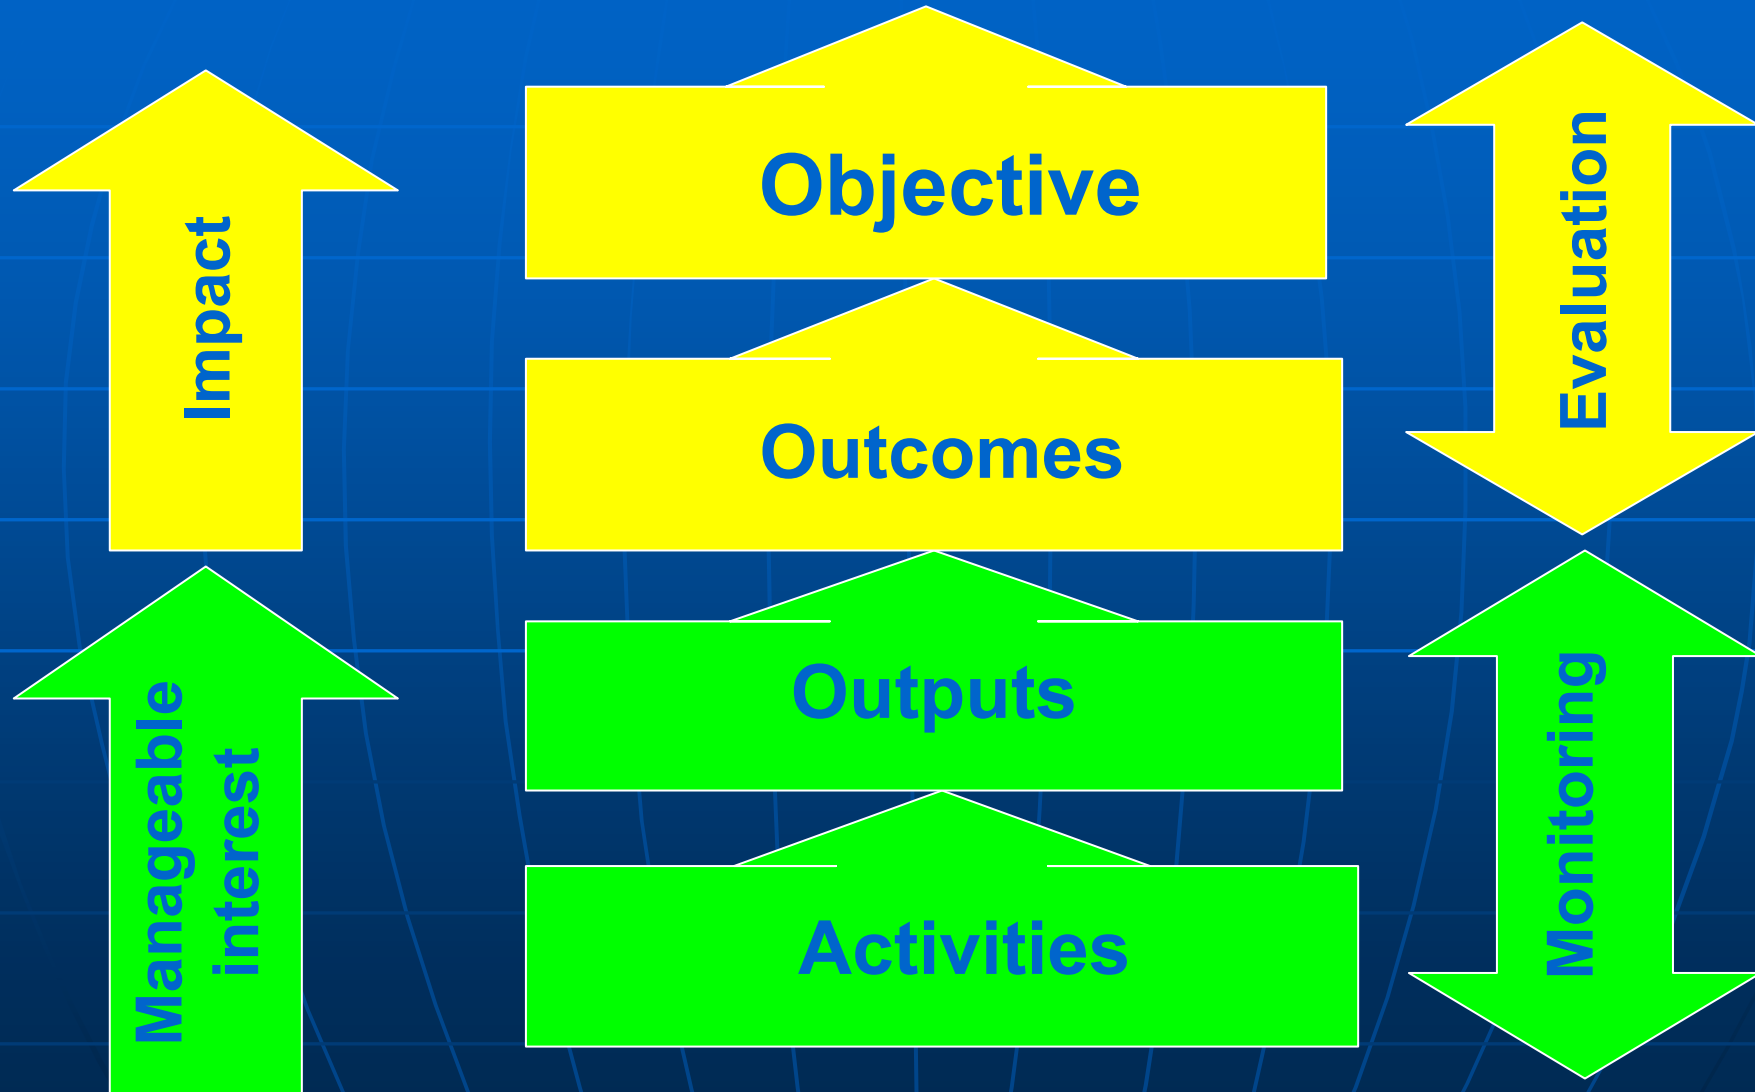 Objective
Impact
Evaluation
Outcomes
Outputs
Manageable
interest
Monitoring
Activities